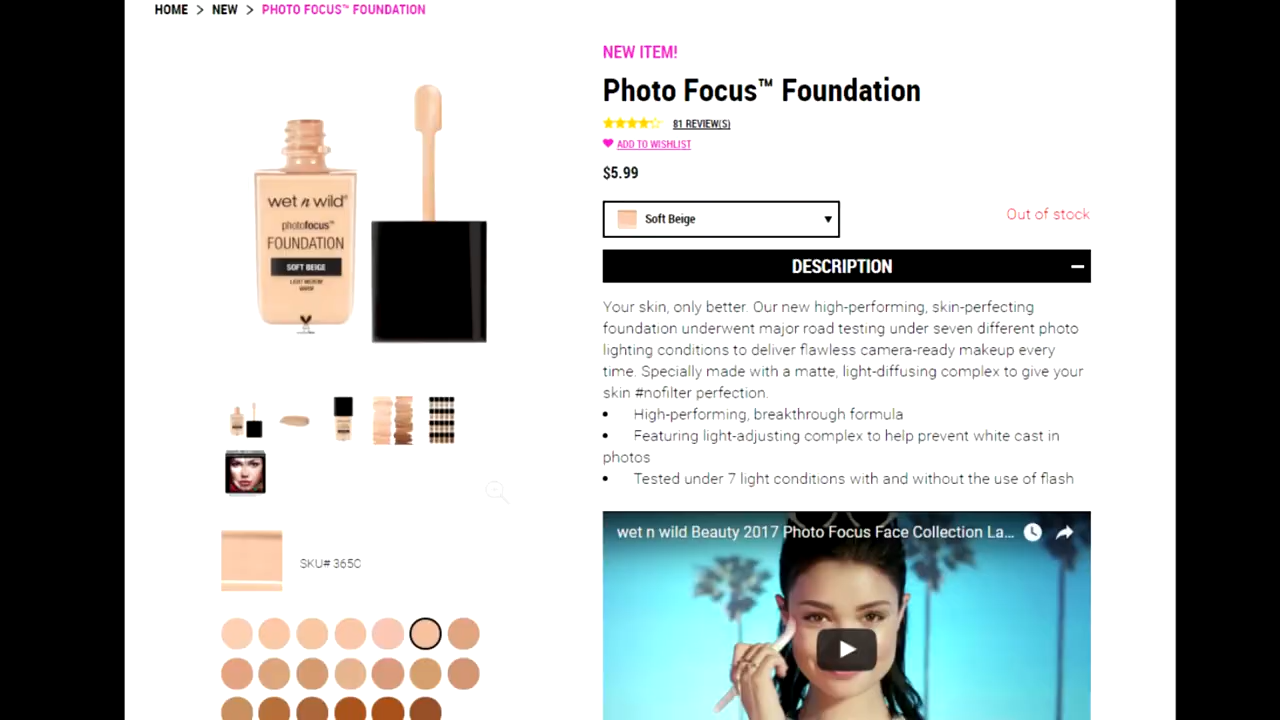 HOME > NEW > PHOTO FOCUS™ FOUNDATION
NEW ITEM!
Photo Focus™ Foundation
81 REVIEW(S)
ADD TO WISHLIST
$5.99
Soft Beige
Out of stock
DESCRIPTION
Your skin, only better. Our new high-performing, skin-perfecting
foundation underwent major road testing under seven different photo
lighting conditions to deliver flawless camera-ready makeup every
time. Specially made with a matte, light-diffusing complex to give your
skin #nofilter perfection.
• High-performing, breakthrough formula
• Featuring light-adjusting complex to help prevent white cast in
photos
• Tested under 7 light conditions with and without the use of flash
wet n wild Beauty 2017 Photo Focus Face Collection La...
wet n wild®
photofocus™
FOUNDATION
SOFT BEIGE
LIGHT MEDIUM
WARM
SKU# 365C